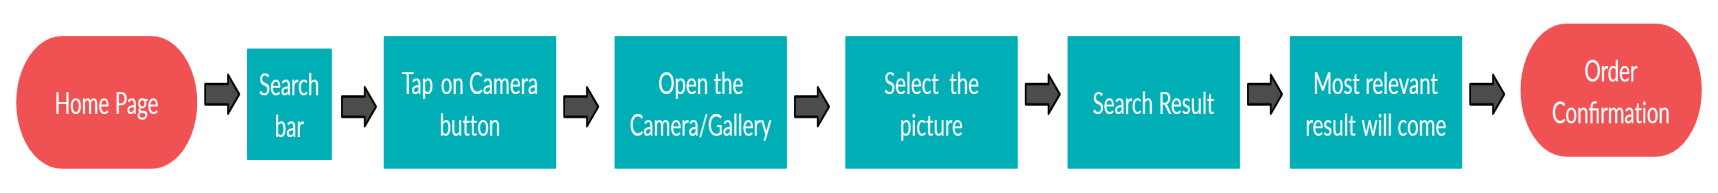 Home Page
Search
bar
Tap on Camera
button
Open the
Camera/Gallery
Select the
picture
Search Result
Most relevant
result will come
Order
Confirmation